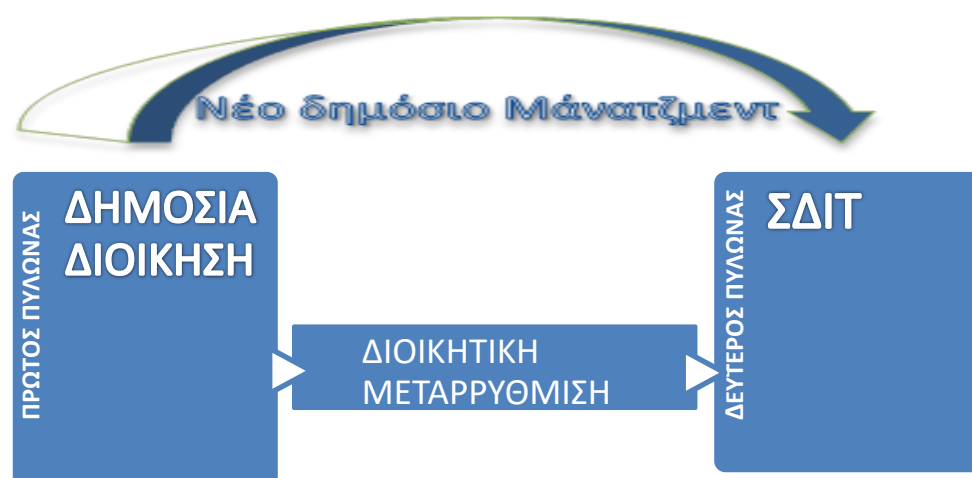 Νέο δημόσιο Μάνατζμεντ
ΠΡΩΤΟΣ ΠΥΛΩΝΑΣ
ΔΗΜΟΣΙΑ
ΔΙΟΙΚΗΣΗ
ΔΙΟΙΚΗΤΙΚΗ
ΜΕΤΑΡΡΥΘΜΙΣΗ
ΔΕΥΤΕΡΟΣ ΠΥΛΩΝΑΣ
ΣΔΙΤ